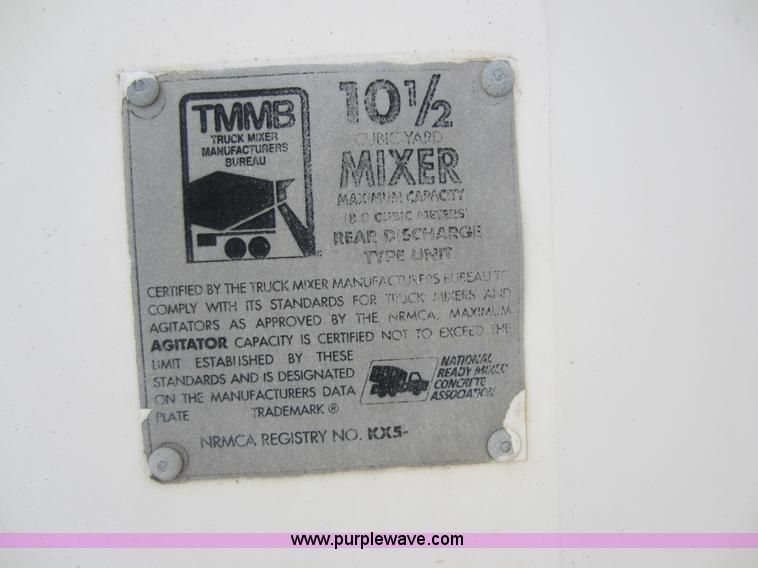 TMMB
TRUCK MIXER
MANUFACTURERS
BUREAU
10½
CUBIC YARD
MIXER
MAXIMUM CAPACITY
(8.0 CUBIC METERS)
REAR DISCHARGE
TYPE UNIT
CERTIFIED BY THE TRUCK MIXER MANUFACTURERS BUREAU TO
COMPLY WITH ITS STANDARDS FOR TRUCK MIXERS AND
AGITATORS AS APPROVED BY THE NRMCA. MAXIMUM
AGITATOR CAPACITY IS CERTIFIED NOT TO EXCEED THE
LIMIT ESTABLISHED BY THESE
STANDARDS AND IS DESIGNATED
ON THE MANUFACTURERS DATA
PLATE TRADEMARK ®
NATIONAL
READY MIXED
CONCRETE
ASSOCIATION
NRMCA REGISTRY NO. KX5-
www.purplewave.com